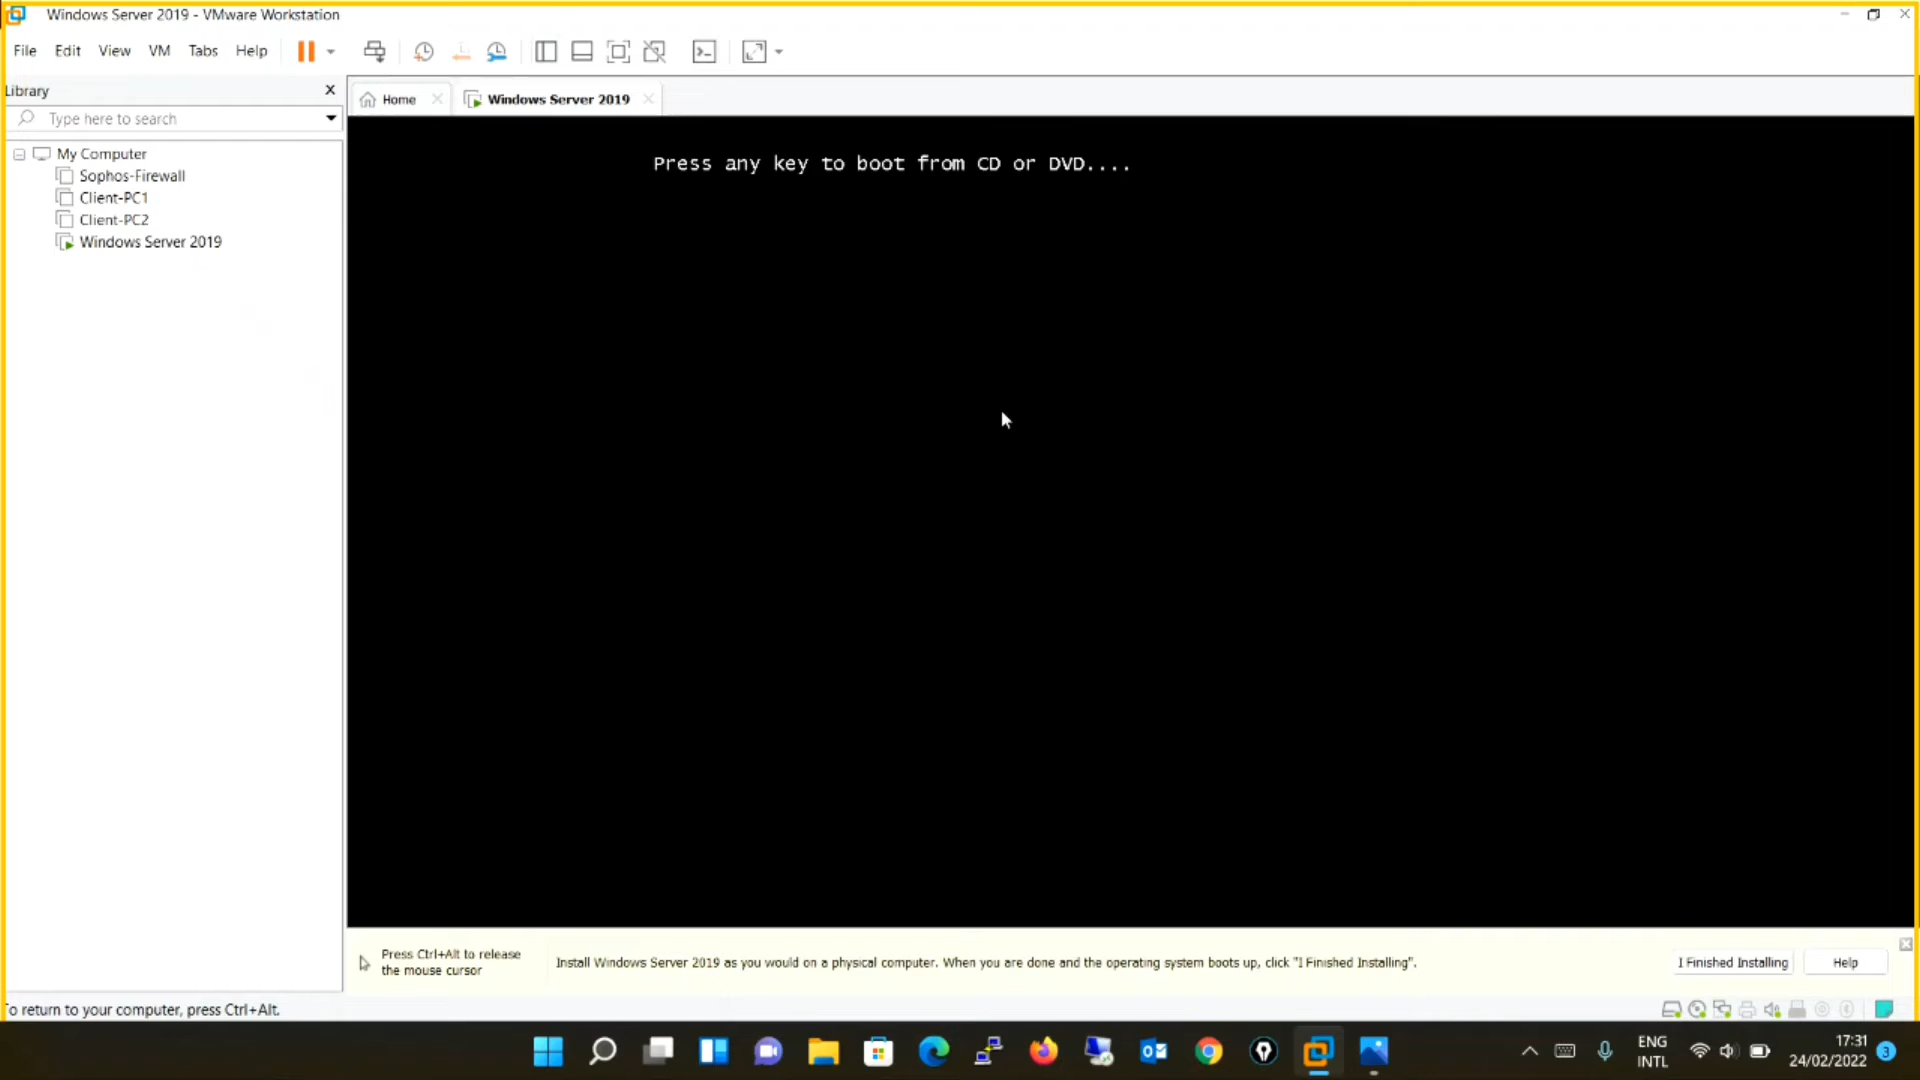 Windows Server 2019 - VMware Workstation
File Edit View VM Tabs Help
Library
Type here to search
My Computer
Sophos-Firewall
Client-PC1
Client-PC2
Windows Server 2019
Home
Windows Server 2019
Press any key to boot from CD or DVD....
Press Ctrl+Alt to release
the mouse cursor
Install Windows Server 2019 as you would on a physical computer. When you are done and the operating system boots up, click "I Finished Installing".
I Finished Installing
Help
To return to your computer, press Ctrl+Alt.
ENG
INTL
17:31
24/02/2022
3